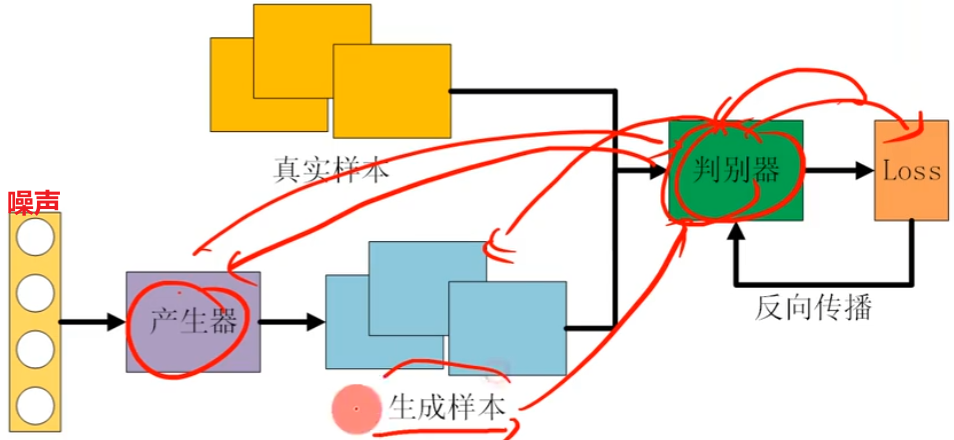 真实样本
噪声
判别器
Loss
产生器
反向传播
生成样本